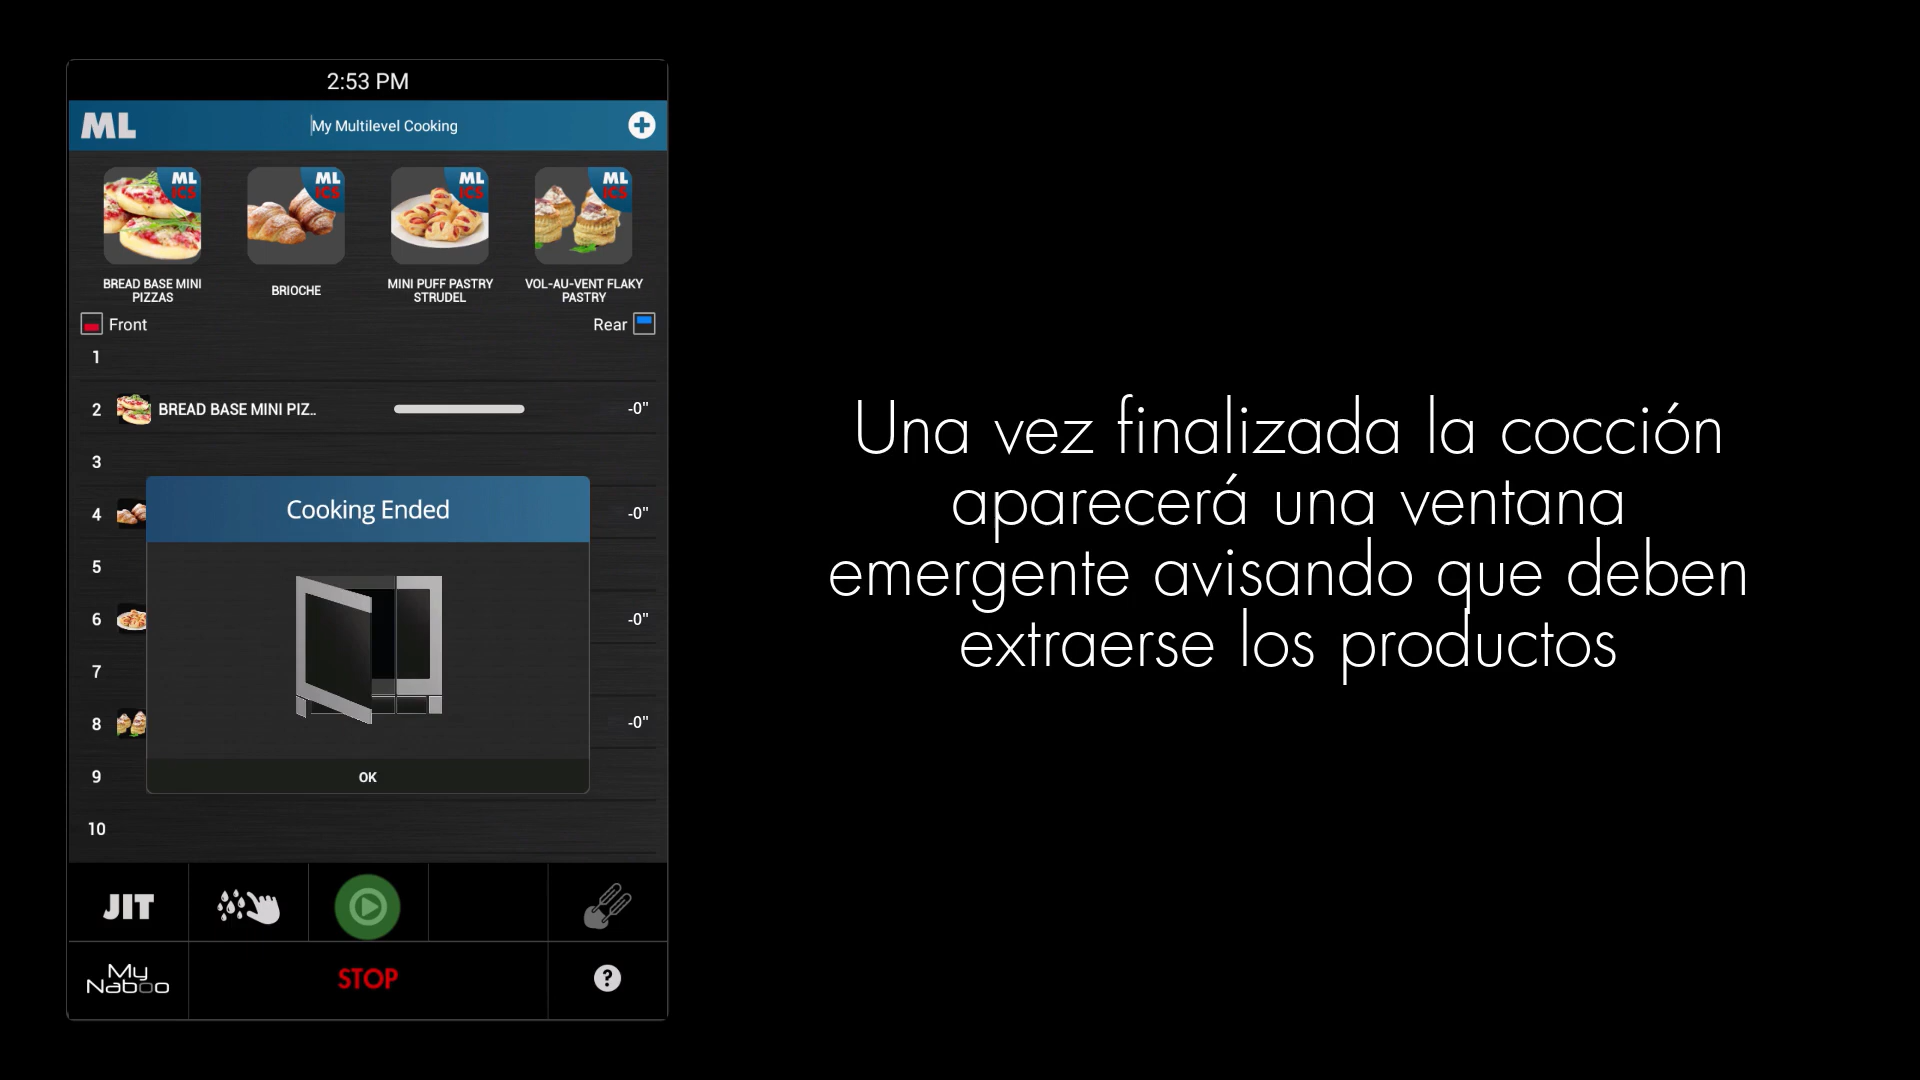 2:53 PM
ML
My Multilevel Cooking
ML ICS
ML ICS
ML ICS
ML ICS
BREAD BASE MINI PIZZAS
BRIOCHE
MINI PUFF PASTRY STRUDEL
VOL-AU-VENT FLAKY PASTRY
Front
Rear
1
2 BREAD BASE MINI PIZ.. -0"
3
4 -0"
5
6 -0"
7
8 -0"
9
10
Cooking Ended
OK
JIT
My Naboo
STOP
?
Una vez finalizada la cocción
aparecerá una ventana
emergente avisando que deben
extraerse los productos